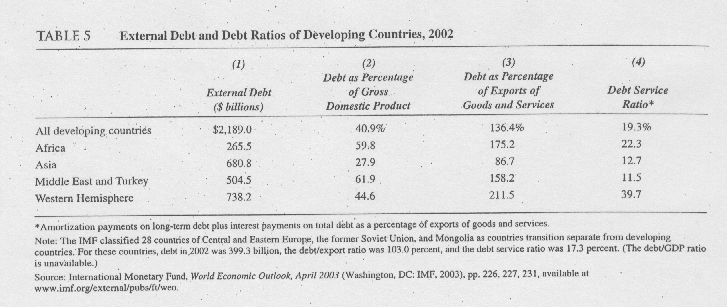 TABLE 5 External Debt and Debt Ratios of Developing Countries, 2002
(1) (2) (3) (4)
Debt as Percentage Debt as Percentage
External Debt of Gross of Exports of Debt Service
($ billions) Domestic Product Goods and Services Ratio*
All developing countries $2,189.0 40.9% 136.4% 19.3%
Africa 265.5 59.8 175.2 22.3
Asia 680.8 27.9 86.7 12.7
Middle East and Turkey 504.5 61.9 158.2 11.5
Western Hemisphere 738.2 44.6 211.5 39.7
*Amortization payments on long-term debt plus interest payments on total debt as a percentage of exports of goods and services.
Note: The IMF classified 28 countries of Central and Eastern Europe, the former Soviet Union, and Mongolia as countries transition separate from developing
countries. For these countries, debt in 2002 was 399.3 billion, the debt/export ratio was 103.0 percent, and the debt service ratio was 17.3 percent. (The debt/GDP ratio
is unavailable.)
Source: International Monetary Fund, World Economic Outlook, April 2003 (Washington, DC: IMF, 2003), pp. 226, 227, 231, available at
www.imf.org/external/pubs/ft/weo.